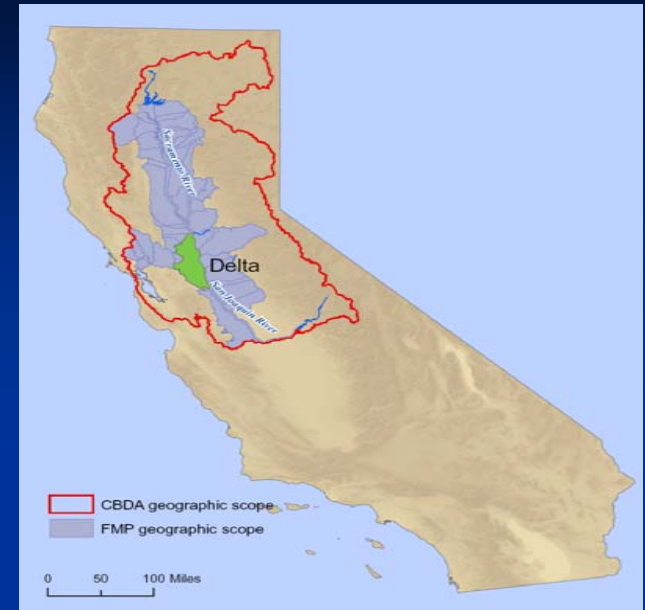 Sacramento River
Delta
San Joaquin River
CBDA geographic scope
FMP geographic scope
0 50 100 Miles